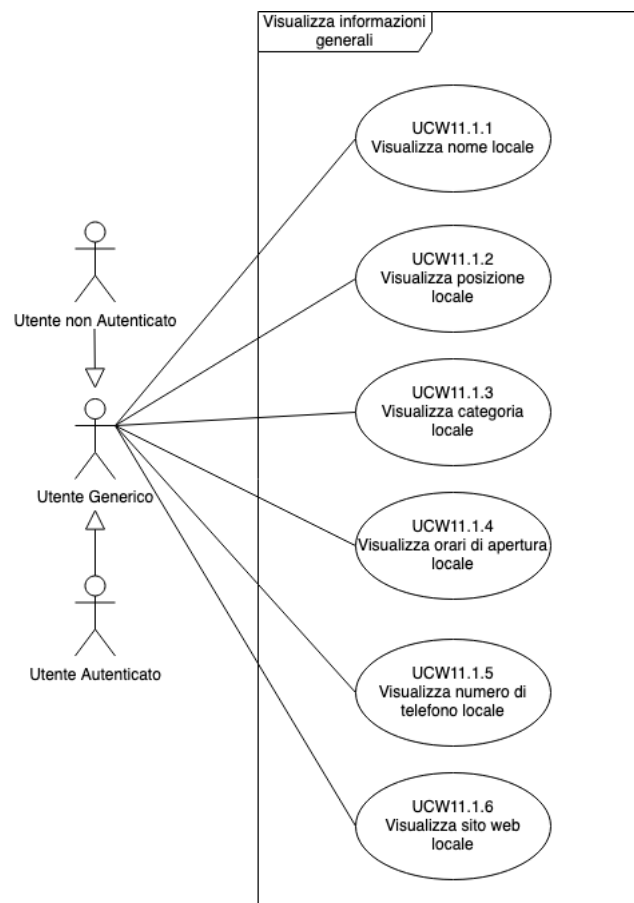 Visualizza informazioni
generali
UCW11.1.1
Visualizza nome locale
UCW11.1.2
Visualizza posizione
locale
Utente non Autenticato
UCW11.1.3
Visualizza categoria
locale
Utente Generico
UCW11.1.4
Visualizza orari di apertura
locale
Utente Autenticato
UCW11.1.5
Visualizza numero di
telefono locale
UCW11.1.6
Visualizza sito web
locale